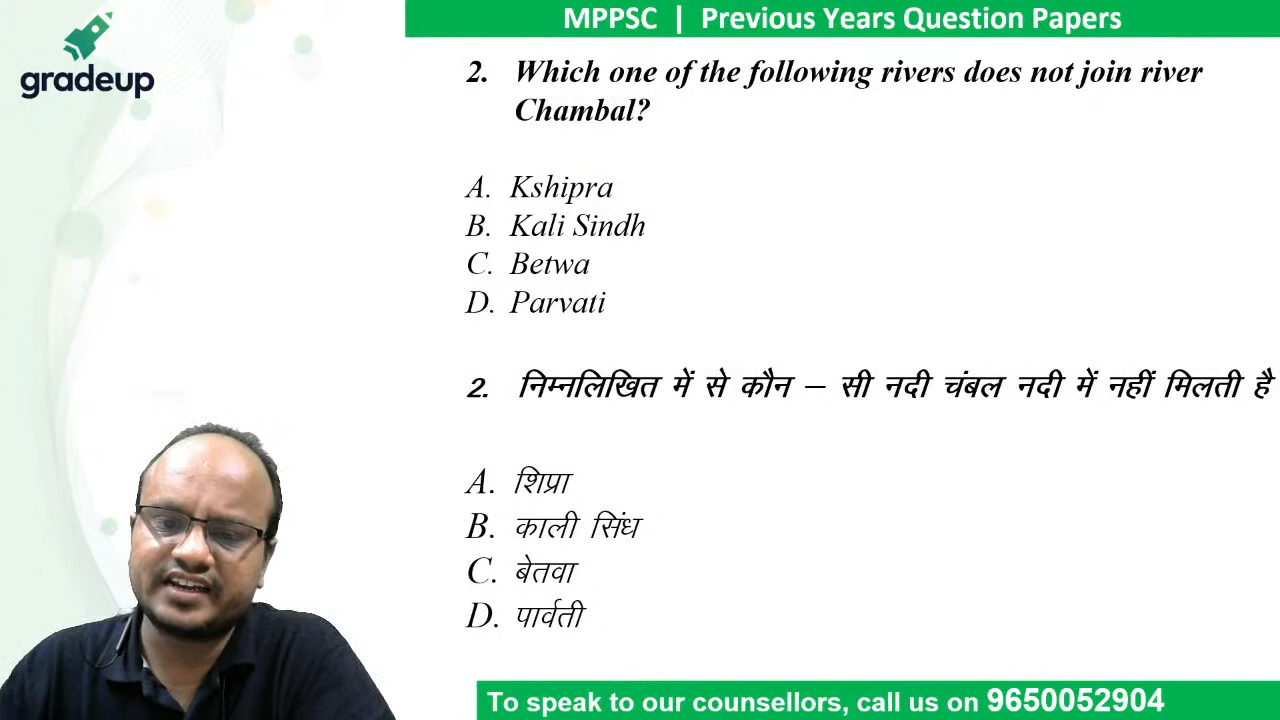 MPPSC | Previous Years Question Papers
gradeup
2. Which one of the following rivers does not join river
Chambal?
A. Kshipra
B. Kali Sindh
C. Betwa
D. Parvati
2. निम्नलिखित में से कौन – सी नदी चंबल नदी में नहीं मिलती है
A. शिप्रा
B. काली सिंध
C. बेतवा
D. पार्वती
To speak to our counsellors, call us on 9650052904